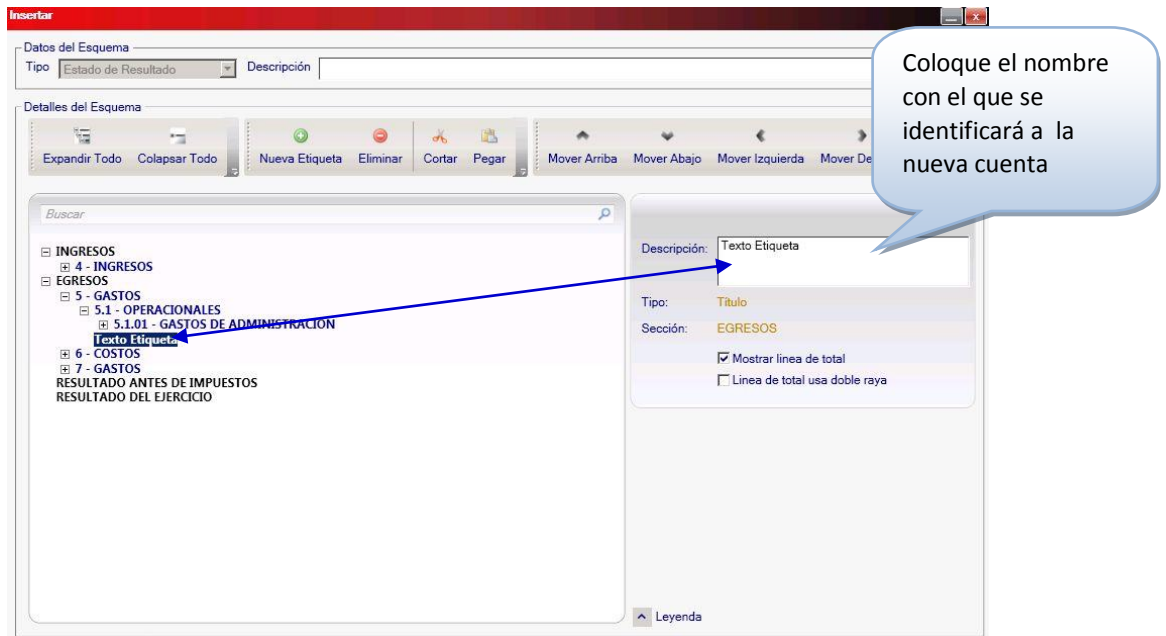 Insertar
Datos del Esquema
Tipo Estado de Resultado Descripción
Coloque el nombre
con el que se
identificará a la
nueva cuenta
Detalles del Esquema
Expandir Todo Colapsar Todo Nueva Etiqueta Eliminar Cortar Pegar Mover Arriba Mover Abajo Mover Izquierda Mover De
Buscar
INGRESOS
4 - INGRESOS
EGRESOS
5 - GASTOS
5.1 - OPERACIONALES
5.1.01 - GASTOS DE ADMINISTRACION
Texto Etiqueta
6 - COSTOS
7 - GASTOS
RESULTADO ANTES DE IMPUESTOS
RESULTADO DEL EJERCICIO
Descripción: Texto Etiqueta
Tipo: Título
Sección: EGRESOS
Mostrar linea de total
Linea de total usa doble raya
Leyenda